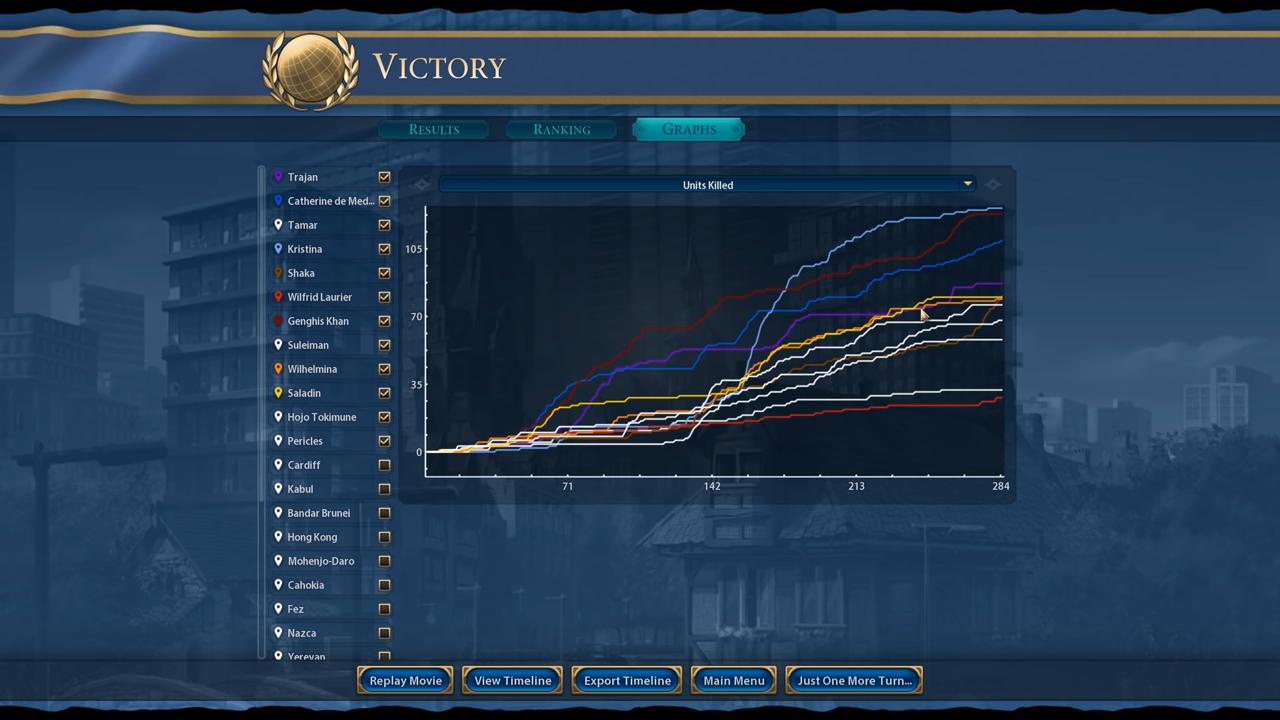 VICTORY
RESULTS
RANKING
GRAPHS
Trajan
Catherine de Med...
Tamar
Kristina
Shaka
Wilfrid Laurier
Genghis Khan
Suleiman
Wilhelmina
Saladin
Hojo Tokimune
Pericles
Cardiff
Kabul
Bandar Brunei
Hong Kong
Mohenjo-Daro
Cahokia
Fez
Nazca
Yerevan
Units Killed
105
70
35
0
71
142
213
284
Replay Movie
View Timeline
Export Timeline
Main Menu
Just One More Turn...